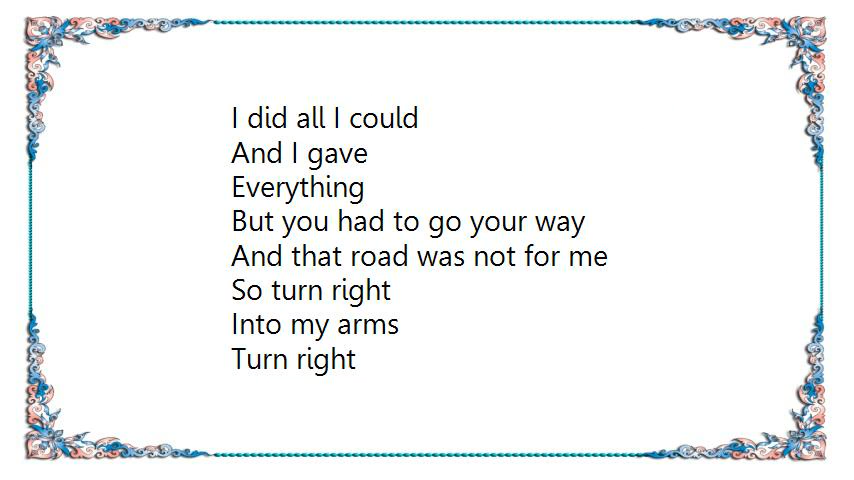 I did all I could
And I gave
Everything
But you had to go your way
And that road was not for me
So turn right
Into my arms
Turn right